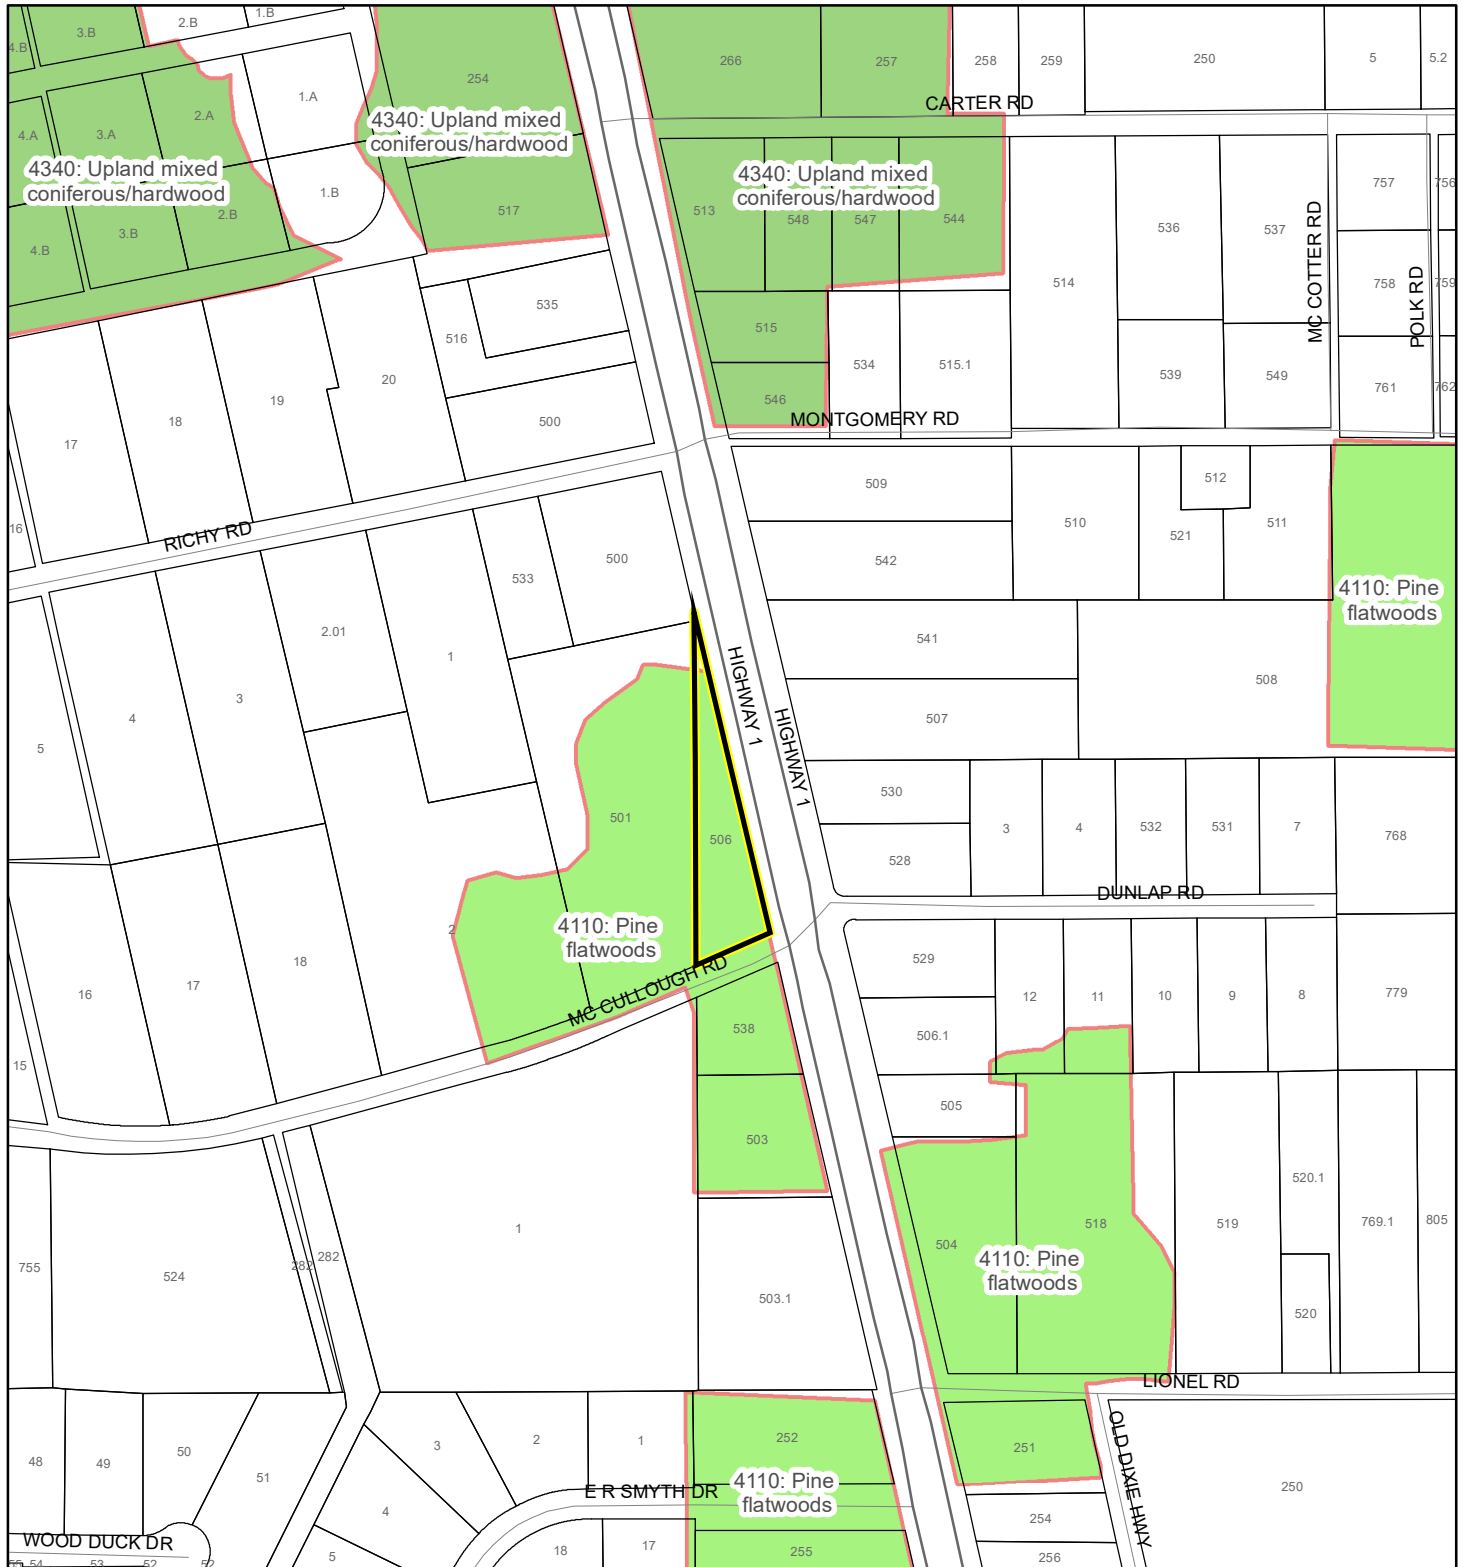 1.B
2.B
3.B
4.B
266
257
258
259
250
5
5.2
254
1.A
2.A
3.A
4.A
CARTER RD
4340: Upland mixed
coniferous/hardwood
4340: Upland mixed
coniferous/hardwood
4340: Upland mixed
coniferous/hardwood
1.B
2.B
3.B
4.B
517
513
548
547
544
536
537
757
756
MC COTTER RD
POLK RD
514
758
759
535
516
515
534
515.1
539
549
761
762
546
MONTGOMERY RD
20
19
18
17
500
16
RICHY RD
509
512
510
521
511
542
500
533
4110: Pine
flatwoods
541
508
507
2.01
1
3
4
5
HIGHWAY 1
HIGHWAY 1
501
506
530
528
3
4
532
531
7
768
DUNLAP RD
2
4110: Pine
flatwoods
MC CULLOUGH RD
18
17
16
15
529
12
11
10
9
8
779
506.1
538
505
503
504
518
519
520.1
769.1
805
4110: Pine
flatwoods
520
1
282
282
524
755
503.1
LIONEL RD
OLD DIXIE HWY
252
251
250
48
49
50
51
3
2
1
4110: Pine
flatwoods
E R SMYTH DR
4
5
18
17
255
254
256
WOOD DUCK DR
55
54
53
52
52